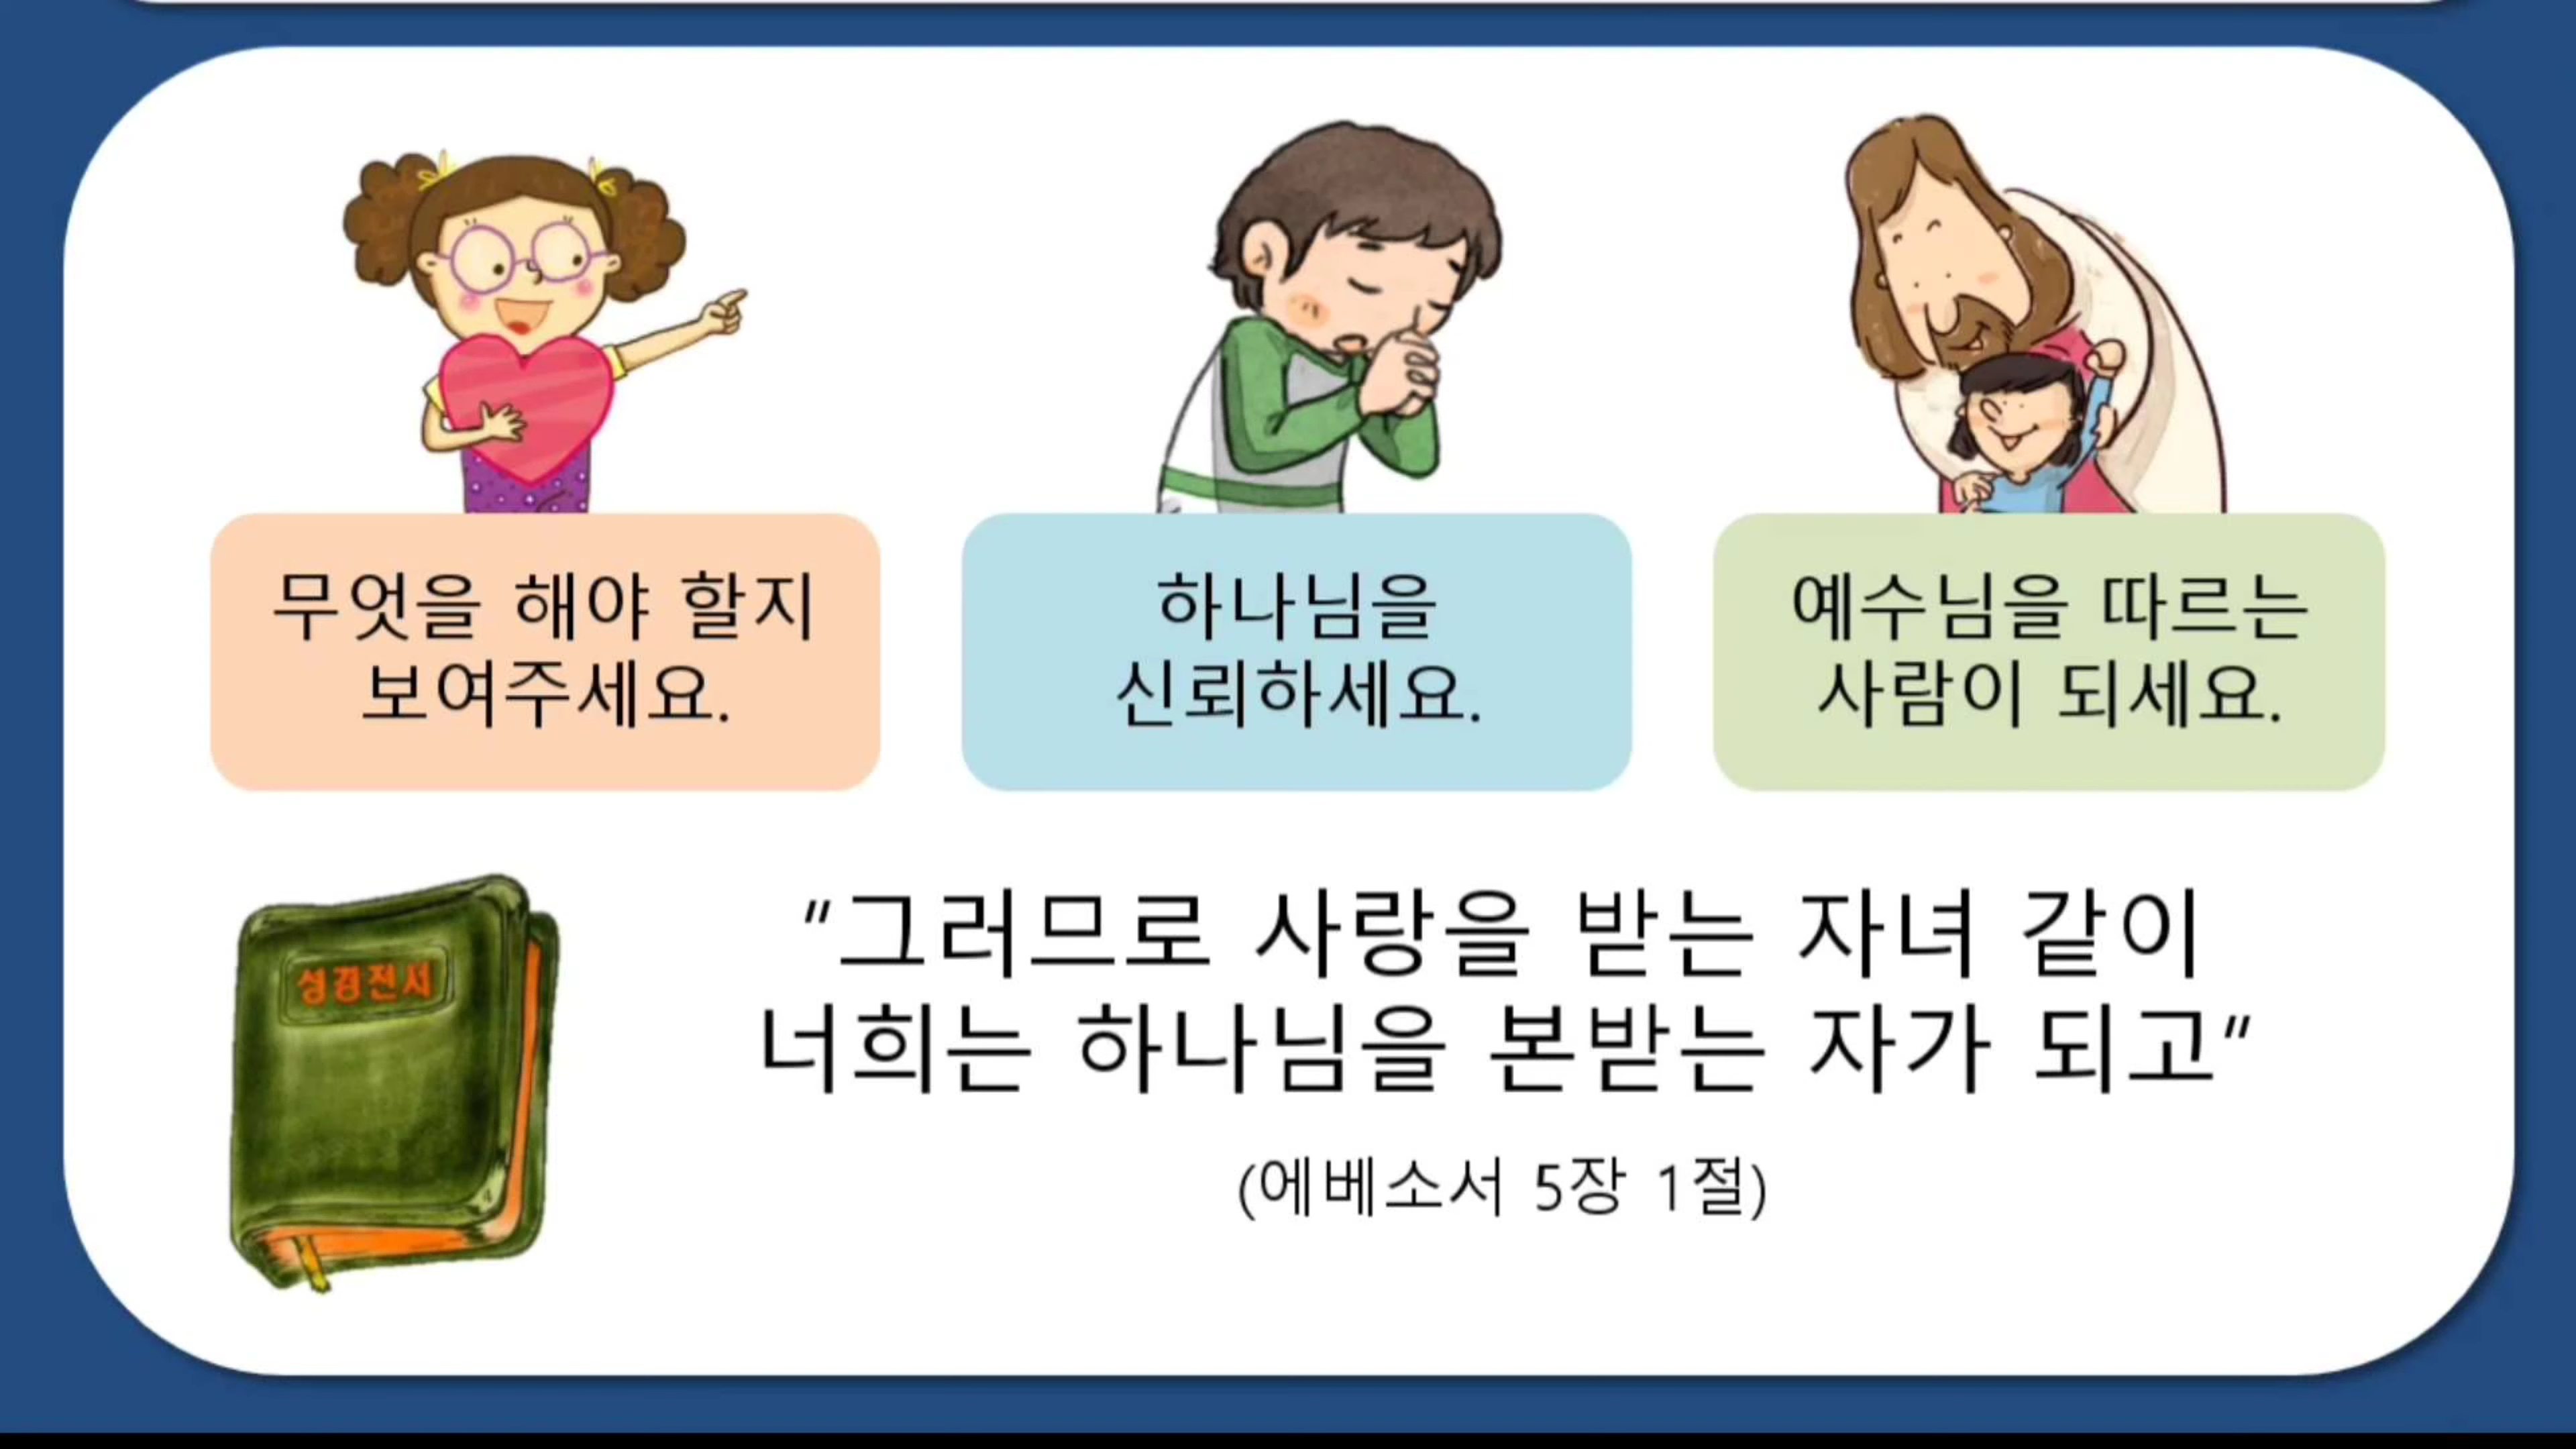 무엇을 해야 할지
보여주세요.
하나님을
신뢰하세요.
예수님을 따르는
사람이 되세요.
성경전서
"그러므로 사랑을 받는 자녀 같이
너희는 하나님을 본받는 자가 되고"
(에베소서 5장 1절)